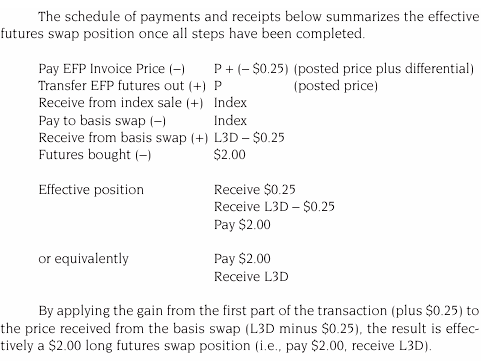 The schedule of payments and receipts below summarizes the effective
futures swap position once all steps have been completed.
Pay EFP Invoice Price (–) P + (– $0.25) (posted price plus differential)
Transfer EFP futures out (+) P (posted price)
Receive from index sale (+) Index
Pay to basis swap (–) Index
Receive from basis swap (+) L3D – $0.25
Futures bought (–) $2.00
Effective position Receive $0.25
Receive L3D – $0.25
Pay $2.00
or equivalently Pay $2.00
Receive L3D
By applying the gain from the first part of the transaction (plus $0.25) to
the price received from the basis swap (L3D minus $0.25), the result is effec-
tively a $2.00 long futures swap position (i.e., pay $2.00, receive L3D).